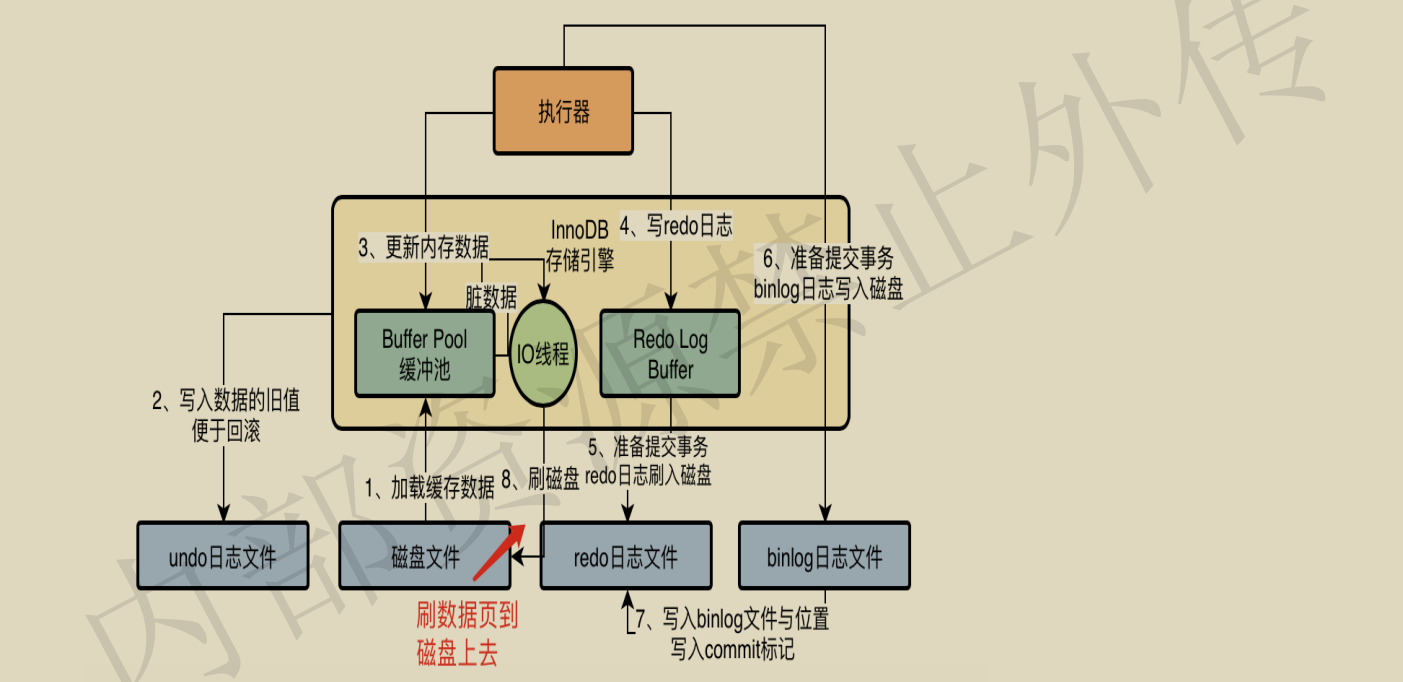 执行器
InnoDB
存储引擎
4、写redo日志
3、更新内存数据
6、准备提交事务
binlog日志写入磁盘
脏数据
Buffer Pool
缓冲池
IO线程
Redo Log
Buffer
2、写入数据的旧值
便于回滚
5、准备提交事务
redo日志刷入磁盘
1、加载缓存数据
8、刷磁盘
undo日志文件
磁盘文件
redo日志文件
binlog日志文件
刷数据页到
磁盘上去
7、写入binlog文件与位置
写入commit标记
内部资源禁止外传